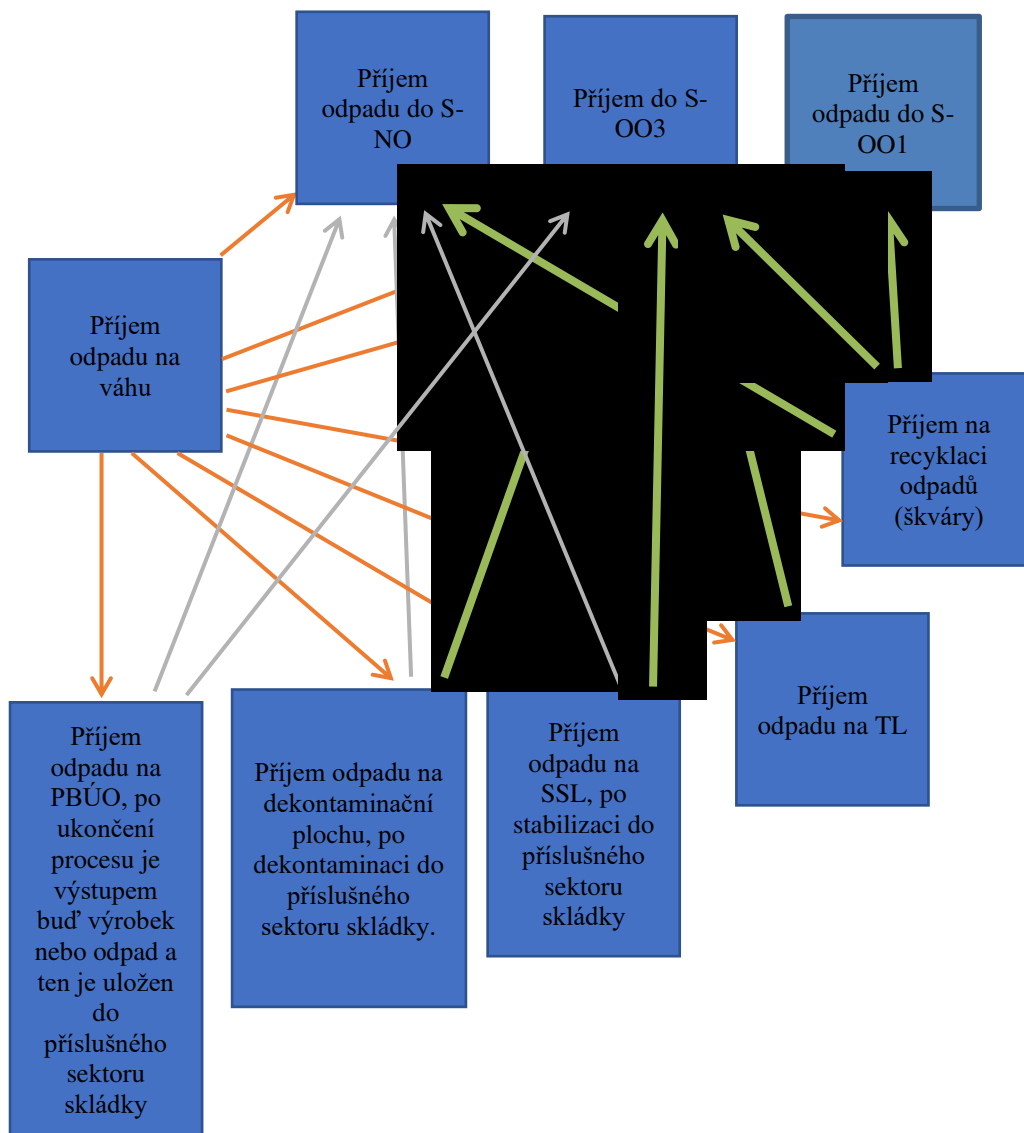 Příjem
odpadu do S-
NO
Příjem do S-
OO3
Příjem
odpadu do S-
OO1
Příjem
odpadu na
váhu
Příjem na
recyklaci
odpadů
(škváry)
Příjem
odpadu na TL
Příjem
odpadu na
PBÚO, po
ukončení
procesu je
výstupem
buď výrobek
nebo odpad a
ten je uložen
do
příslušného
sektoru
skládky
Příjem odpadu na
dekontaminační
plochu, po
dekontaminaci do
příslušného
sektoru skládky.
Příjem
odpadu na
SSL, po
stabilizaci do
příslušného
sektoru
skládky